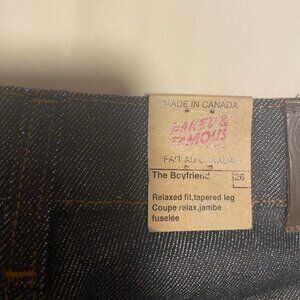 MADE IN CANADA
NAKED &
FAMOUS
FAIT AU CANADA
The Boyfriend 26
Relaxed fit,tapered leg
Coupe relax,jambe
fuselée